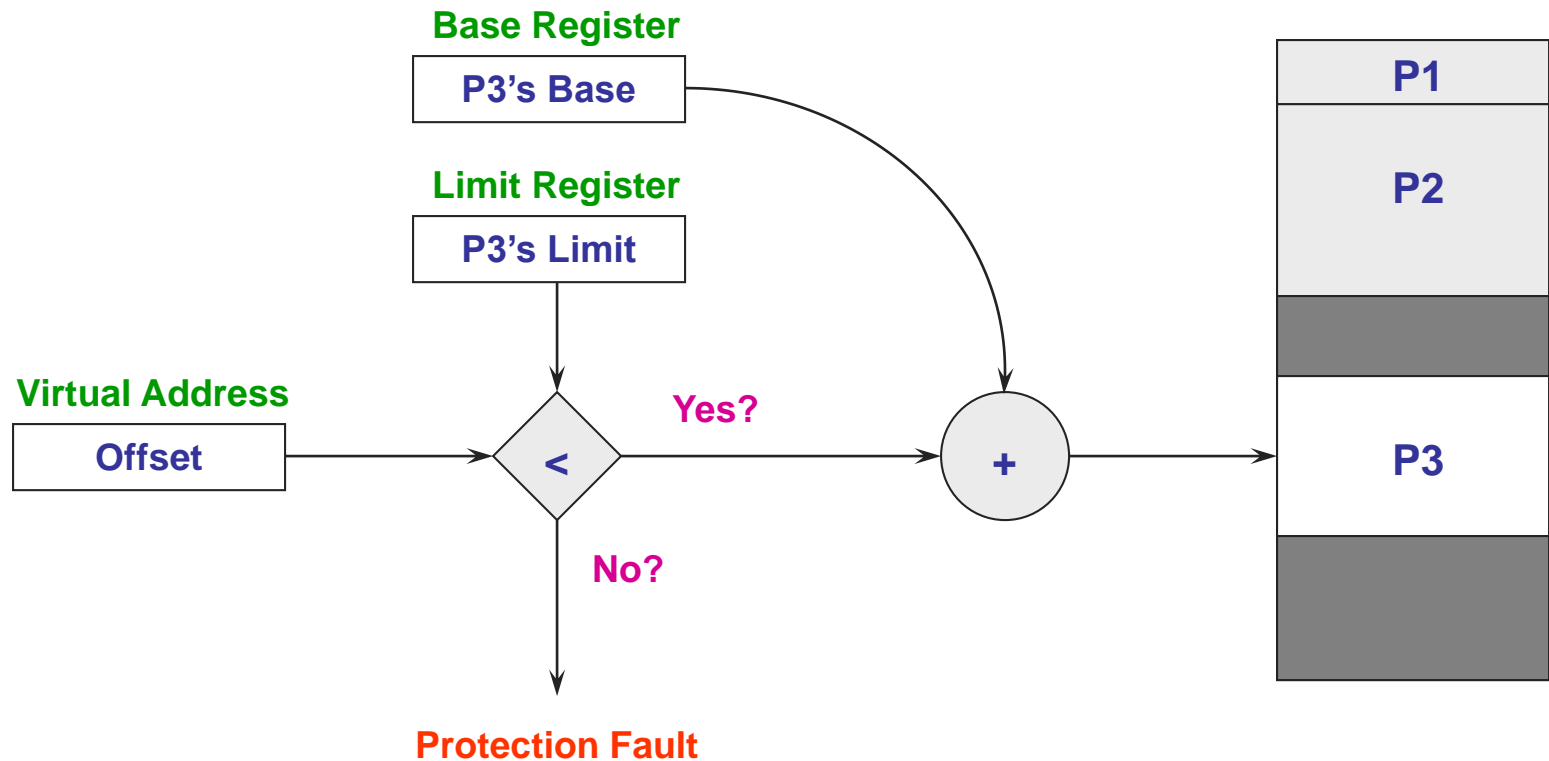 Base Register
P3’s Base
Limit Register
P3’s Limit
Virtual Address
Offset
<
Yes?
+
No?
Protection Fault
P1
P2
P3